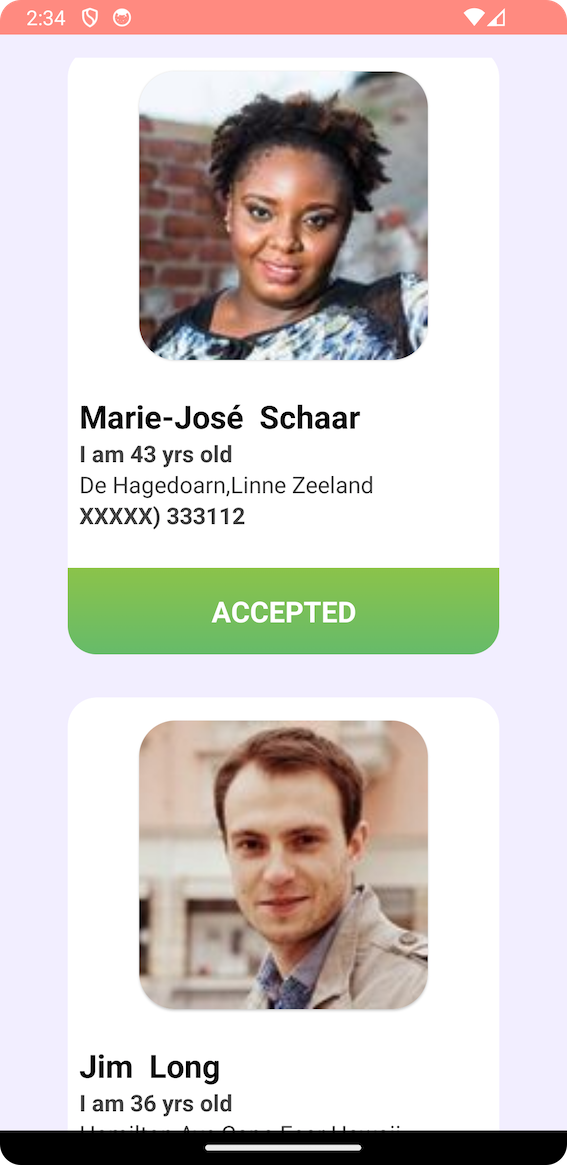 2:34
Marie-José Schaar
I am 43 yrs old
De Hagedoarn,Linne Zeeland
XXXXX) 333112
ACCEPTED
Jim Long
I am 36 yrs old